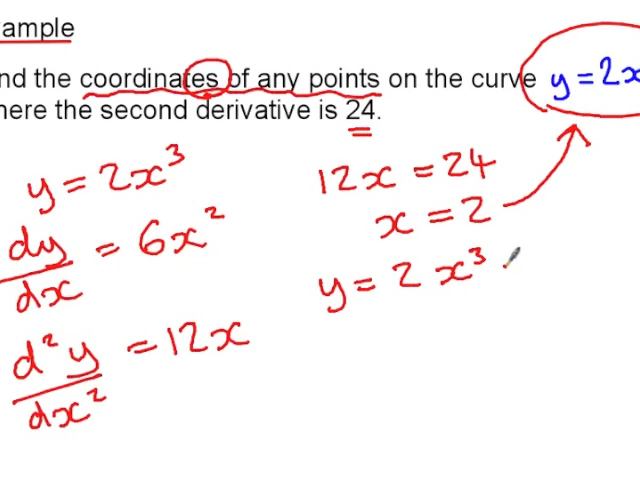 ample
nd the coordinates of any points on the curve y = 2x
here the second derivative is 24.
y = 2x³
dy/dx = 6x²
d²y/dx² = 12x
12x = 24
x = 2
y = 2x³